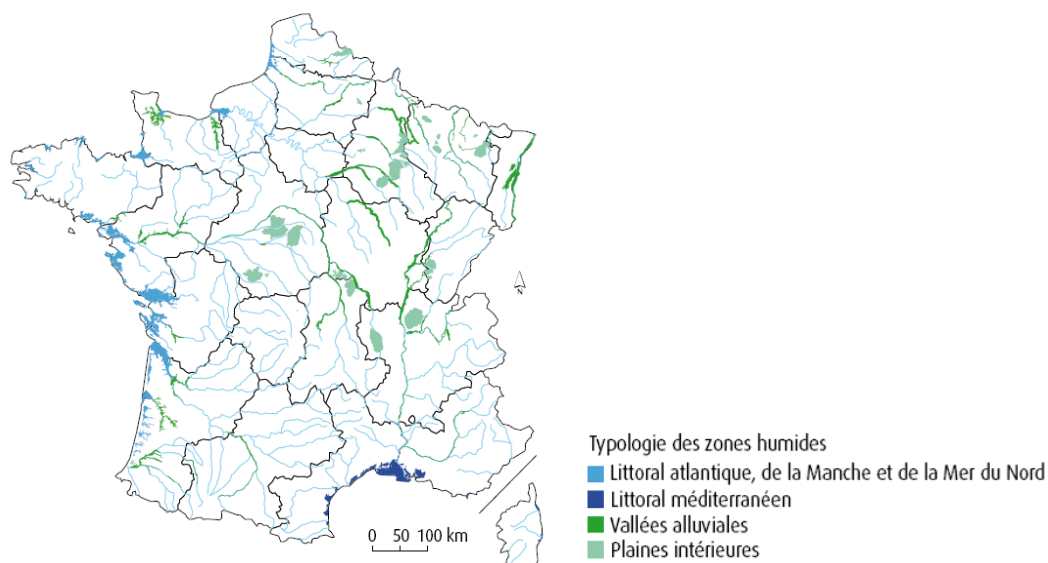 N
Typologie des zones humides
Littoral atlantique, de la Manche et de la Mer du Nord
Littoral méditerranéen
Vallées alluviales
Plaines intérieures
0 50 100 km